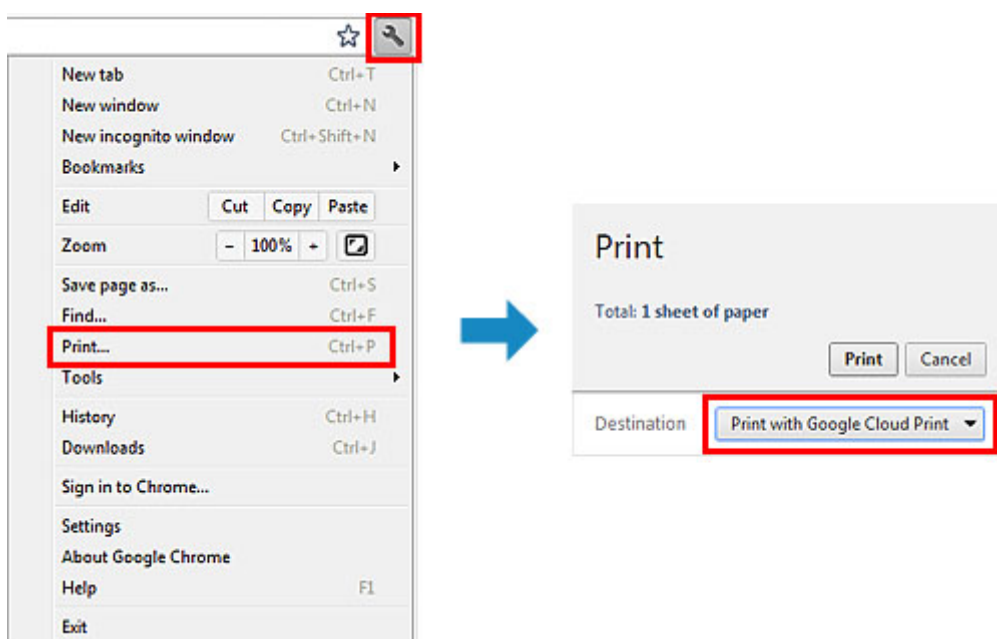 New tab Ctrl+T
New window Ctrl+N
New incognito window Ctrl+Shift+N
Bookmarks
Edit Cut Copy Paste
Zoom - 100% +
Save page as... Ctrl+S
Find... Ctrl+F
Print... Ctrl+P
Tools
History Ctrl+H
Downloads Ctrl+J
Sign in to Chrome...
Settings
About Google Chrome
Help F1
Exit
Print
Total: 1 sheet of paper
Print Cancel
Destination Print with Google Cloud Print